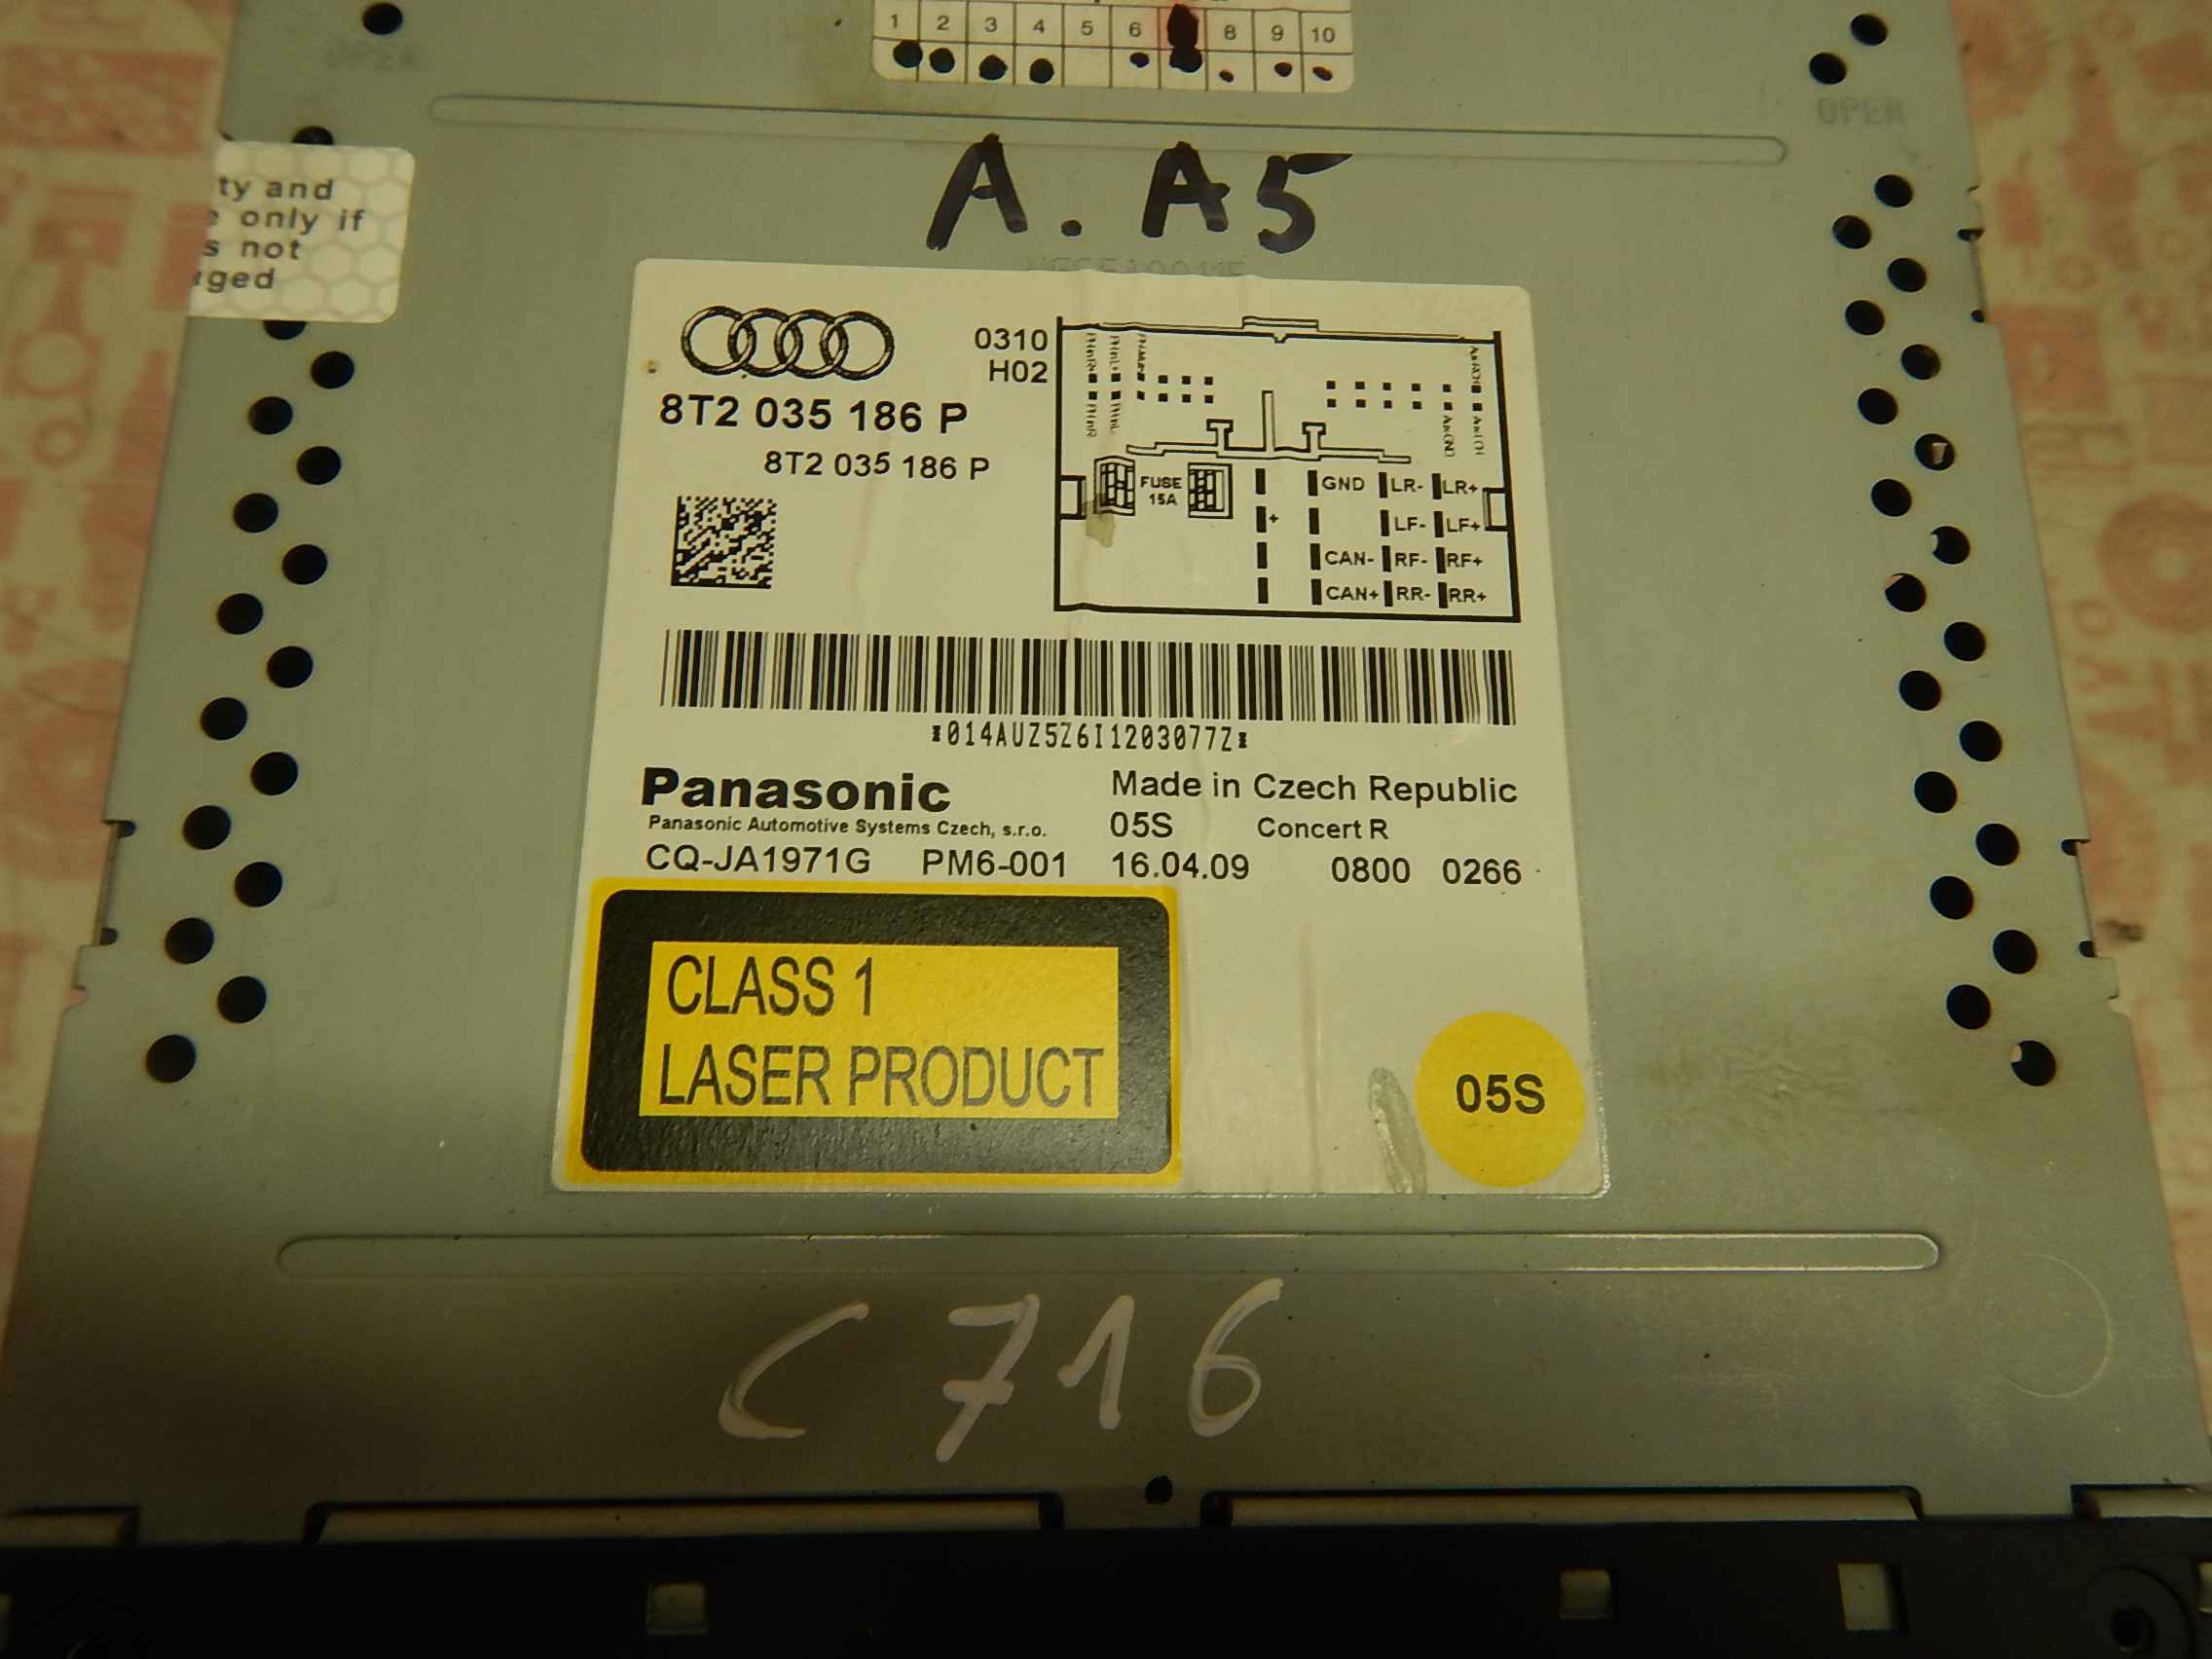 1 2 3 4 5 6 8 9 10
OPEN
OPEN
ty and
only if
s not
aged
A. A5
0310
H02
8T2 035 186 P
8T2 035 186 P
FUSE
15A
GND LR- LR+
+ LF- LF+
CAN- RF- RF+
CAN+ RR- RR+
*014AUZ5Z6I1203077Z*
Panasonic
Made in Czech Republic
Panasonic Automotive Systems Czech, s.r.o.
05S Concert R
CQ-JA1971G PM6-001 16.04.09 0800 0266
CLASS 1
LASER PRODUCT
05S
C716